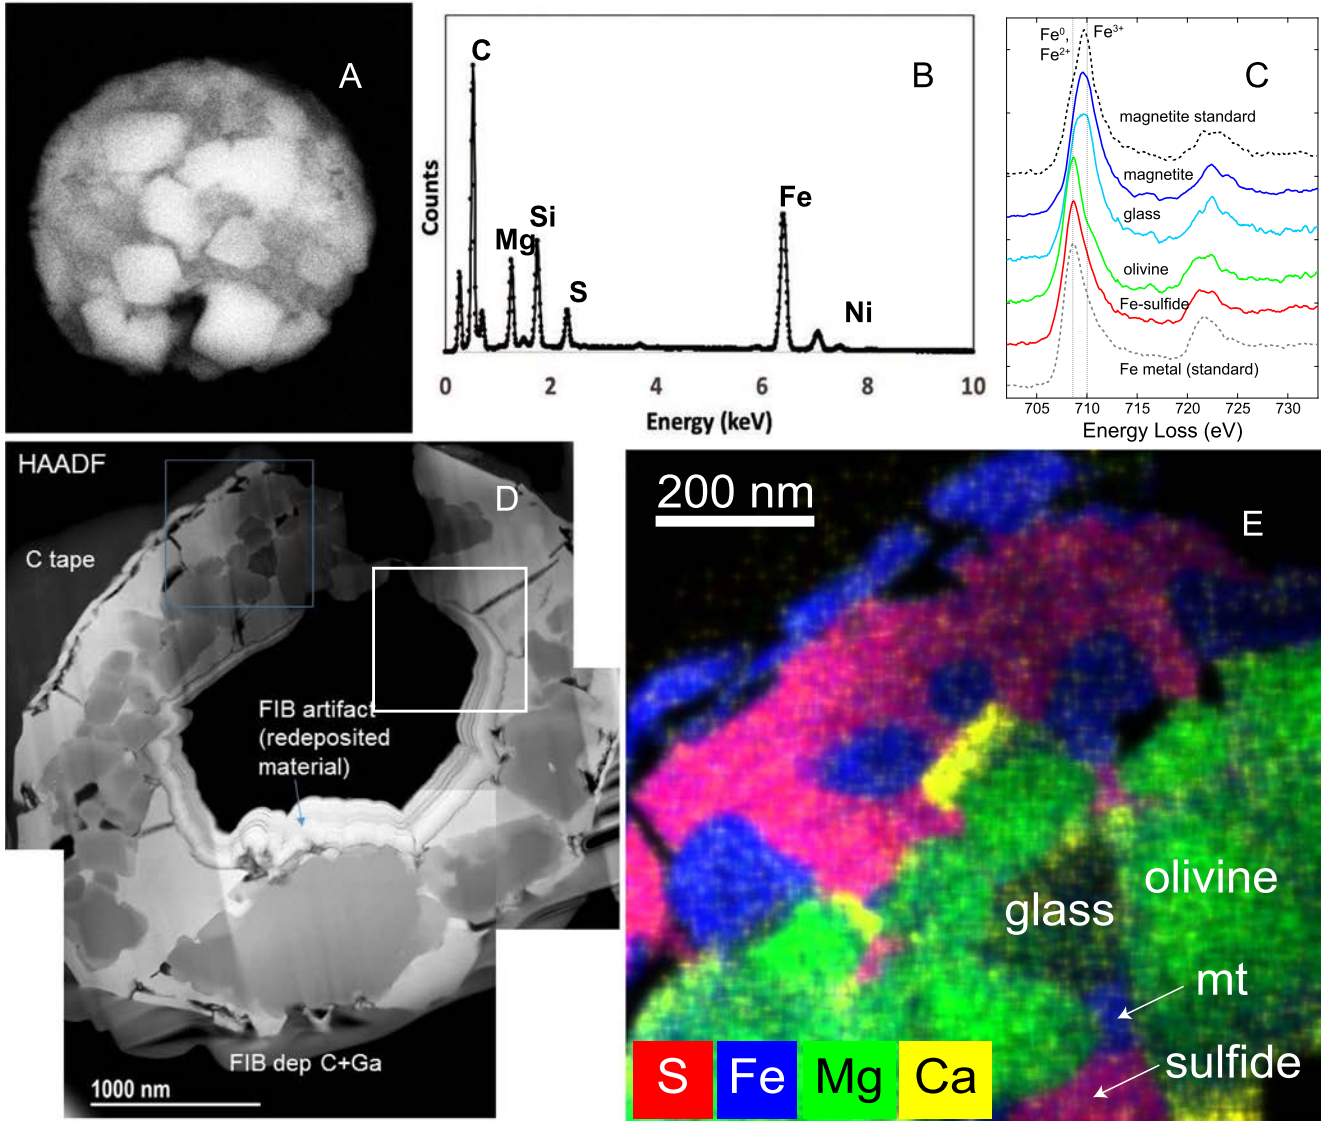 A
B
C
Mg
Si
S
Fe
Ni
Counts
0
2
4
6
8
10
Energy (keV)
C
Fe⁰,
Fe²⁺
Fe³⁺
magnetite standard
magnetite
glass
olivine
Fe-sulfide
Fe metal (standard)
705
710
715
720
725
730
Energy Loss (eV)
HAADF
D
C tape
FIB artifact
(redeposited
material)
FIB dep C+Ga
1000 nm
200 nm
E
olivine
glass
mt
sulfide
S
Fe
Mg
Ca